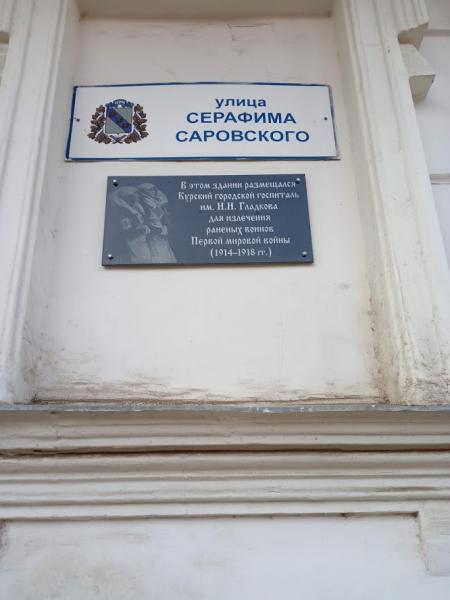 улица
СЕРАФИМА
САРОВСКОГО
В этом здании размещался
Курский городской госпиталь
им. Н.Н. Гладкова
для излечения
раненых воинов
Первой мировой войны
(1914–1918 гг.)